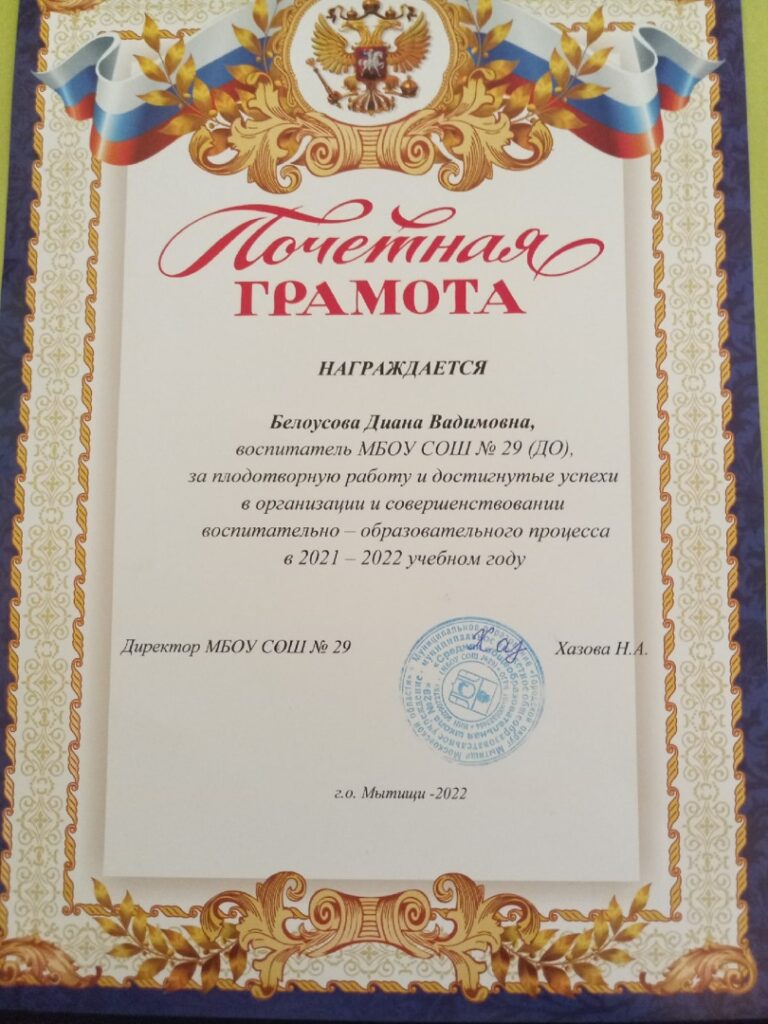 Почетная
ГРАМОТА
НАГРАЖДАЕТСЯ
Белоусова Диана Вадимовна,
воспитатель МБОУ СОШ № 29 (ДО),
за плодотворную работу и достигнутые успехи
в организации и совершенствовании
воспитательно – образовательного процесса
в 2021 – 2022 учебном году
Директор МБОУ СОШ № 29
Хазова Н.А.
г.о. Мытищи -2022